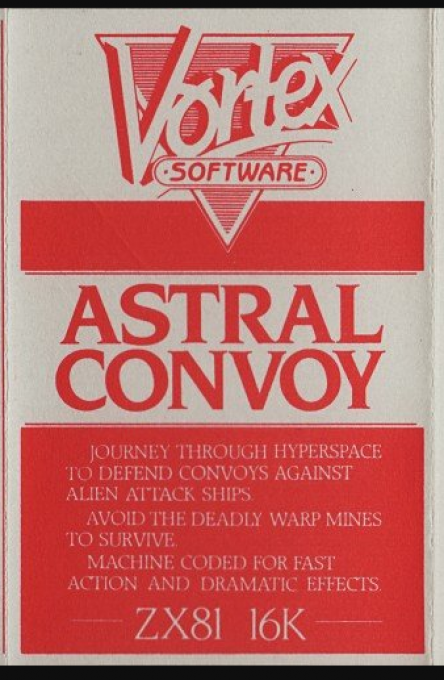 Vortex
·SOFTWARE·
ASTRAL
CONVOY
JOURNEY THROUGH HYPERSPACE
TO DEFEND CONVOYS AGAINST
ALIEN ATTACK SHIPS.
AVOID THE DEADLY WARP MINES
TO SURVIVE.
MACHINE CODED FOR FAST
ACTION AND DRAMATIC EFFECTS.
ZX81 16K